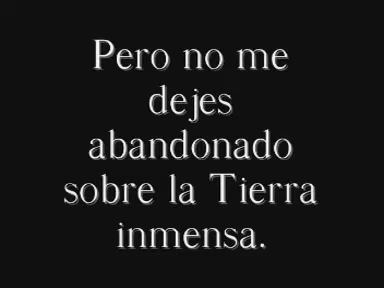 Pero no me
dejes
abandonado
sobre la Tierra
inmensa.